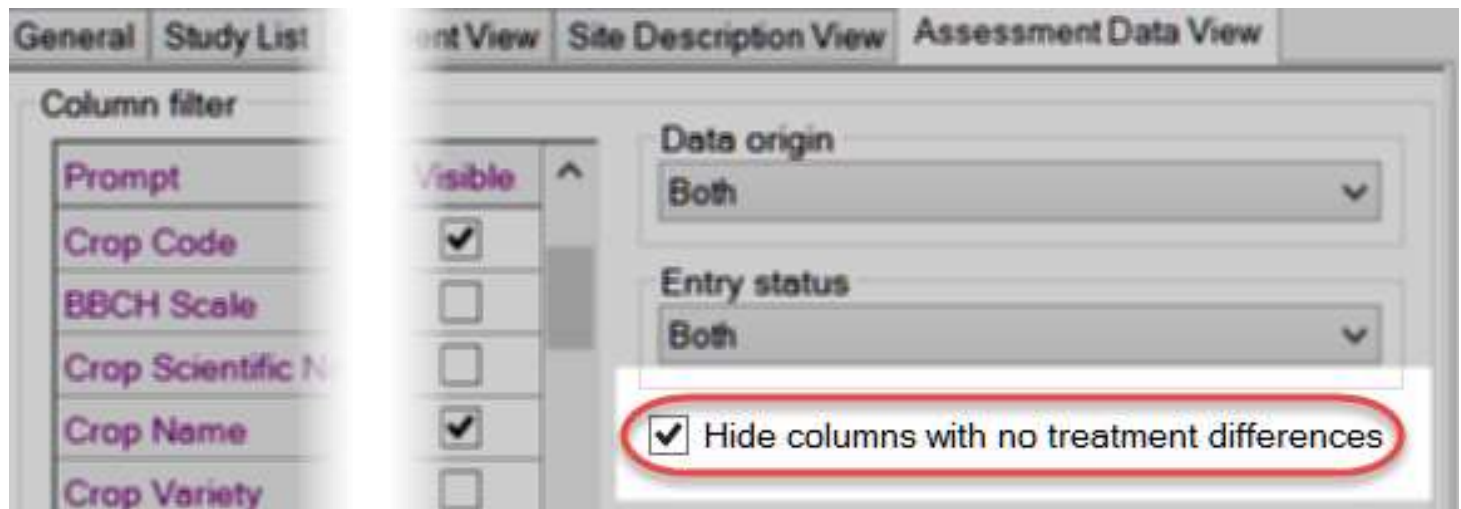 General Study List ent View Site Description View Assessment Data View
Column filter
Prompt Visible
Crop Code
BBCH Scale
Crop Scientific N
Crop Name
Crop Variety
Data origin
Both
Entry status
Both
Hide columns with no treatment differences